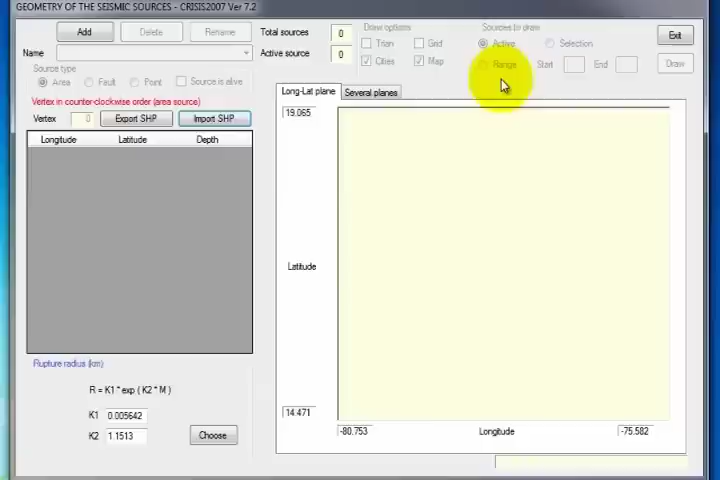 GEOMETRY OF THE SEISMIC SOURCES - CRISIS2007 Ver 7.2
Add
Delete
Rename
Total sources
0
Draw options
Sources to draw
Exit
Name
Active source
0
Trian
Grid
Active
Selection
Cities
Map
Range
Start
End
Draw
Source type
Area
Fault
Point
Source is alive
Vertex in counter-clockwise order (area source)
Vertex
0
Export SHP
Import SHP
Longitude
Latitude
Depth
Long-Lat plane
Several planes
19.065
Latitude
14.471
-80.753
Longitude
-75.582
Rupture radius (km)
R = K1 * exp ( K2 * M )
K1
0.005642
K2
1.1513
Choose